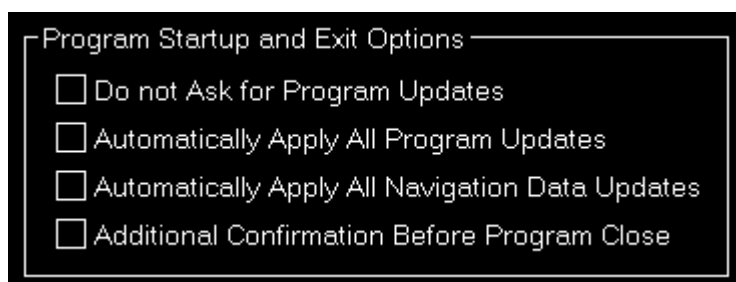 Program Startup and Exit Options
Do not Ask for Program Updates
Automatically Apply All Program Updates
Automatically Apply All Navigation Data Updates
Additional Confirmation Before Program Close